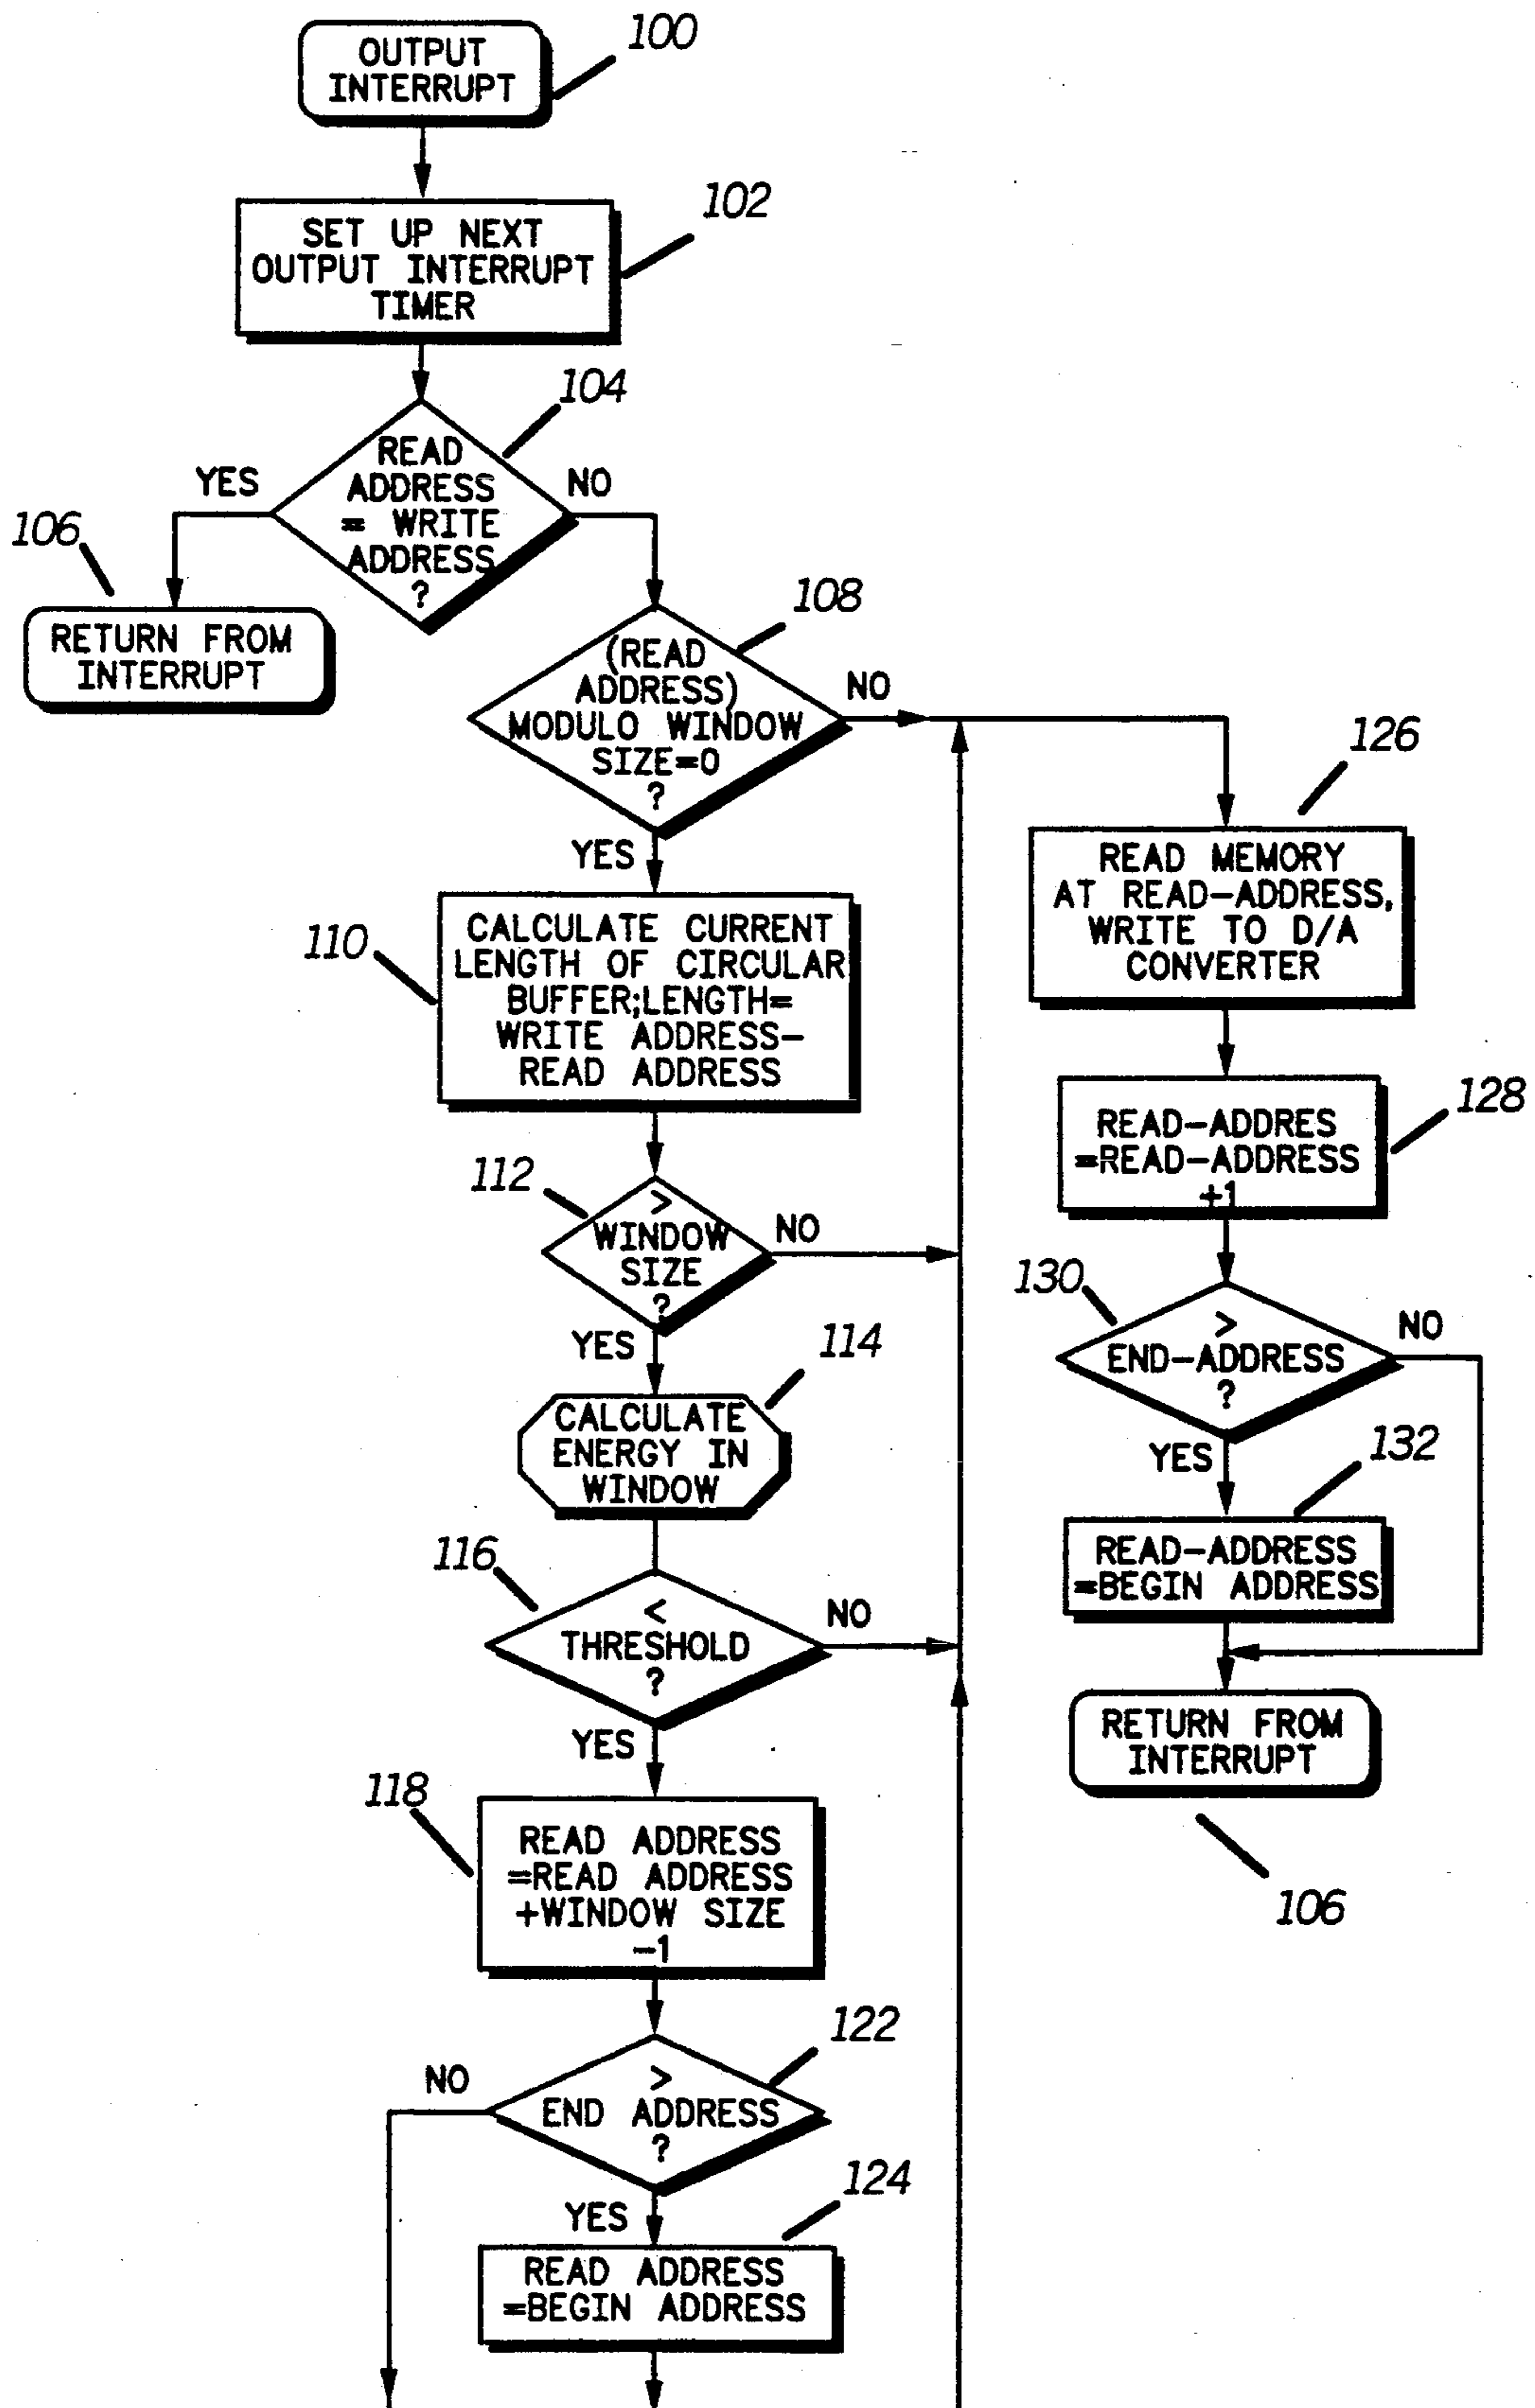 100
OUTPUT
INTERRUPT
102
SET UP NEXT
OUTPUT INTERRUPT
TIMER
104
READ
ADDRESS
= WRITE
ADDRESS
?
YES
NO
106
RETURN FROM
INTERRUPT
108
(READ
ADDRESS)
MODULO WINDOW
SIZE=0
?
NO
YES
110
CALCULATE CURRENT
LENGTH OF CIRCULAR
BUFFER;LENGTH=
WRITE ADDRESS-
READ ADDRESS
112
>
WINDOW
SIZE
?
NO
YES
114
CALCULATE
ENERGY IN
WINDOW
116
<
THRESHOLD
?
NO
YES
118
READ ADDRESS
=READ ADDRESS
+WINDOW SIZE
-1
122
>
END ADDRESS
?
NO
YES
124
READ ADDRESS
=BEGIN ADDRESS
126
READ MEMORY
AT READ-ADDRESS,
WRITE TO D/A
CONVERTER
128
READ-ADDRES
=READ-ADDRESS
+1
130
>
END-ADDRESS
?
NO
YES
132
READ-ADDRESS
=BEGIN ADDRESS
RETURN FROM
INTERRUPT
106